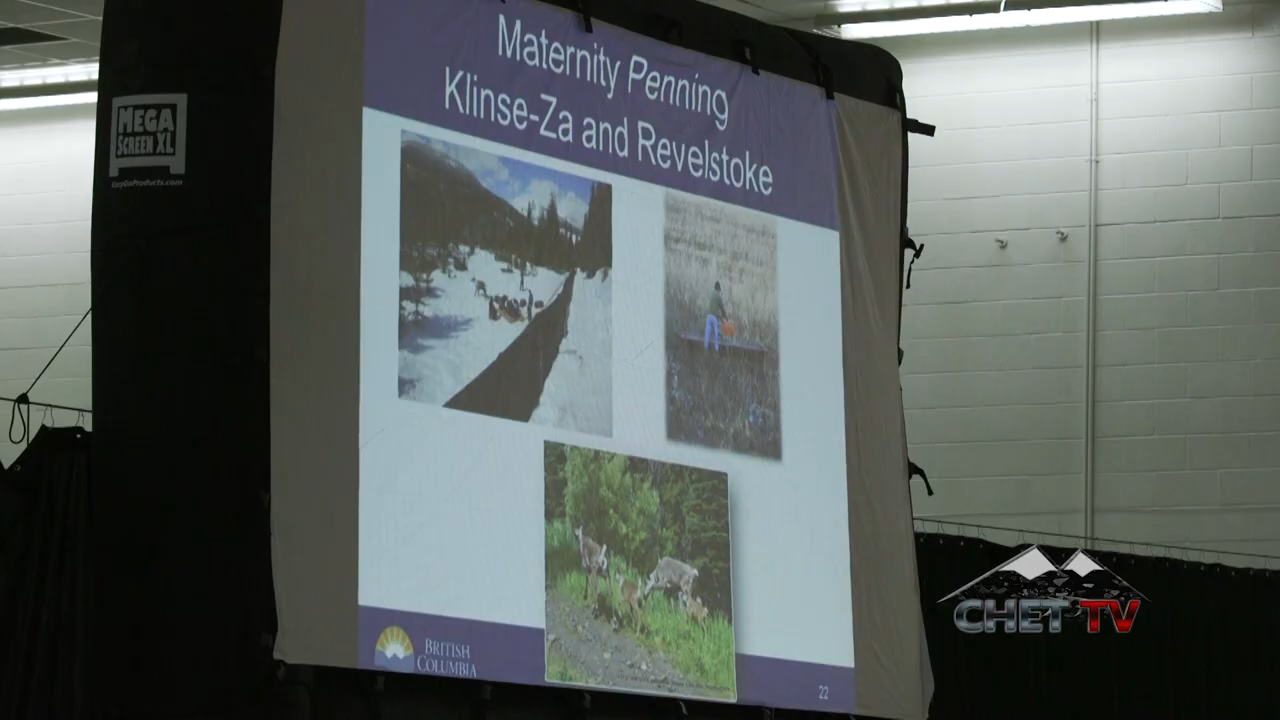 Maternity Penning
Klinse-Za and Revelstoke
MEGA
SCREEN XL
BRITISH
COLUMBIA
22
CHET TV